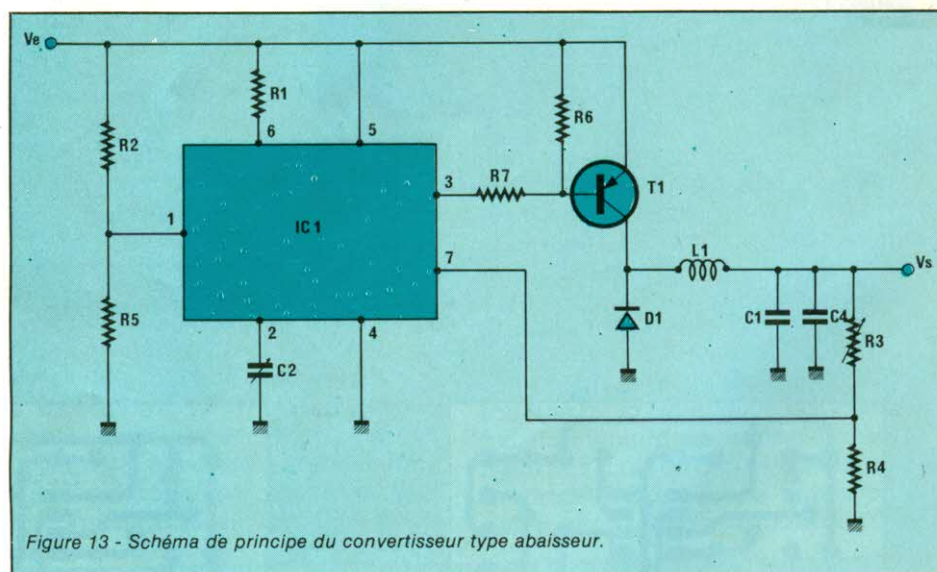 Ve
R2
R1
6
5
R6
3
R7
T1
1
IC1
7
L1
Vs
R5
D1
C1
C4
R3
2
4
C2
R4
Figure 13 - Schéma de principe du convertisseur type abaisseur.